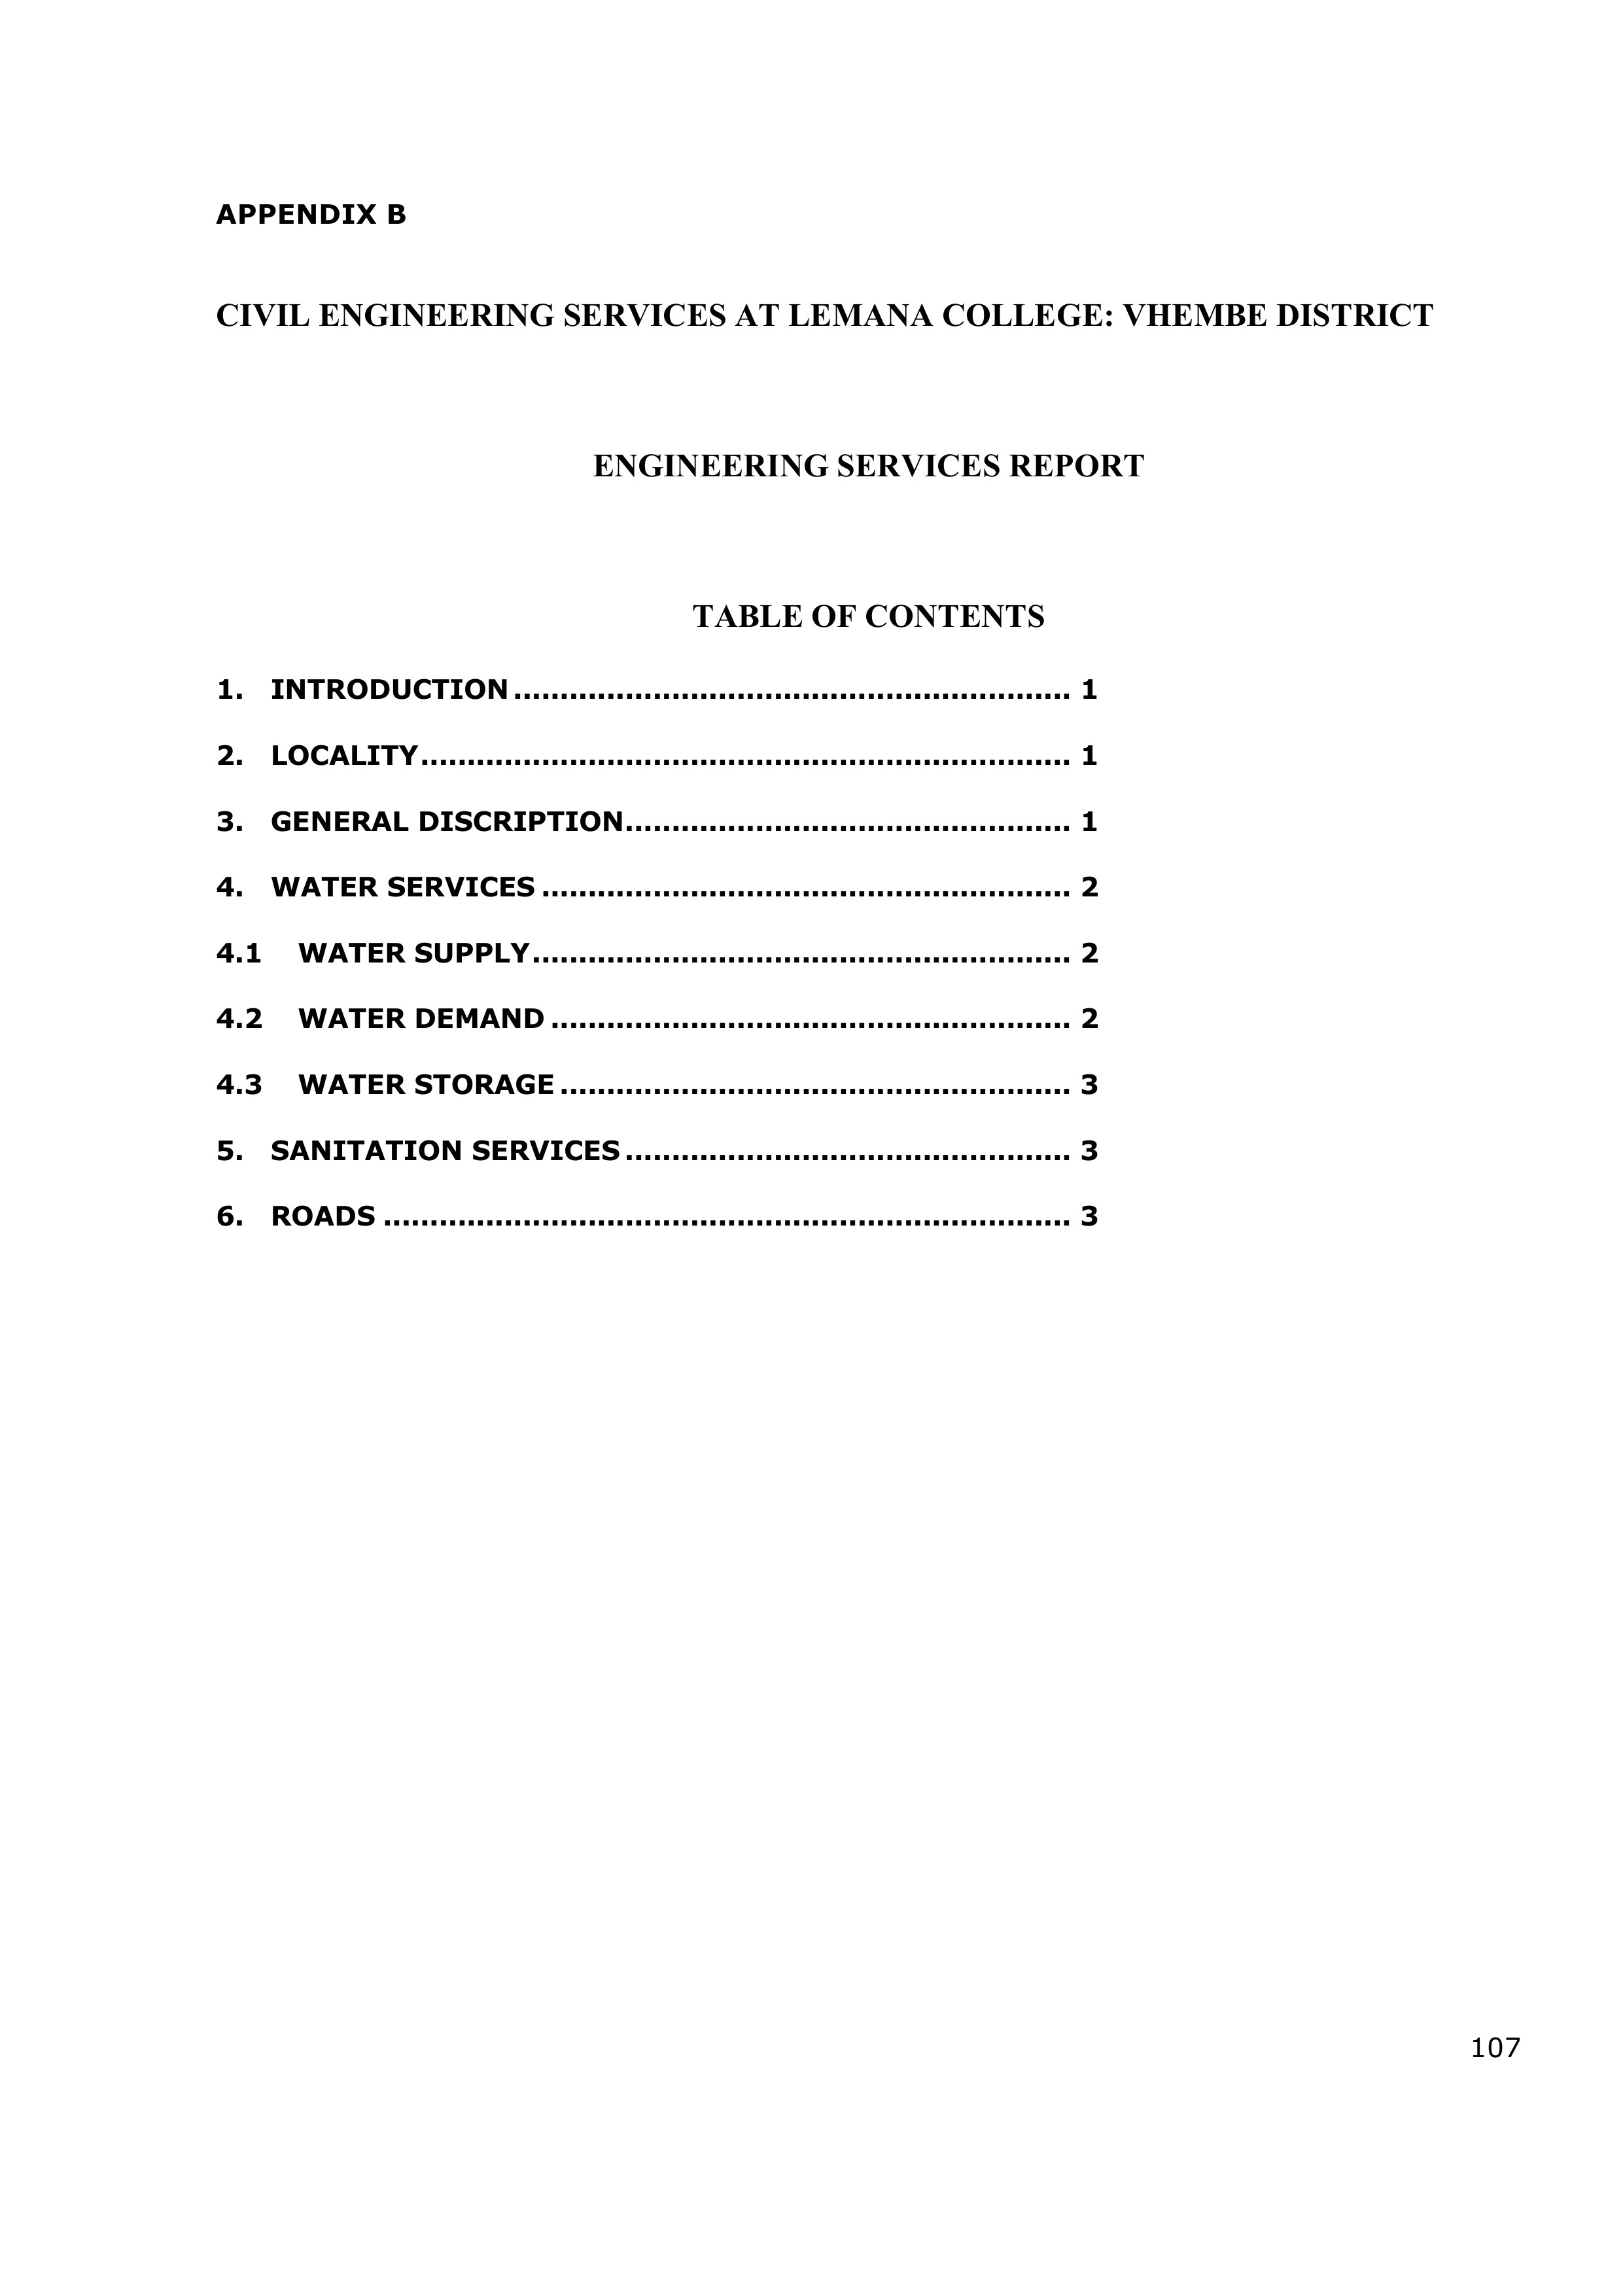 APPENDIX B
CIVIL ENGINEERING SERVICES AT LEMANA COLLEGE: VHEMBE DISTRICT
ENGINEERING SERVICES REPORT
TABLE OF CONTENTS
1. INTRODUCTION ............................................................ 1
2. LOCALITY...................................................................... 1
3. GENERAL DISCRIPTION................................................ 1
4. WATER SERVICES ......................................................... 2
4.1 WATER SUPPLY.......................................................... 2
4.2 WATER DEMAND ........................................................ 2
4.3 WATER STORAGE ....................................................... 3
5. SANITATION SERVICES ................................................ 3
6. ROADS .......................................................................... 3
107